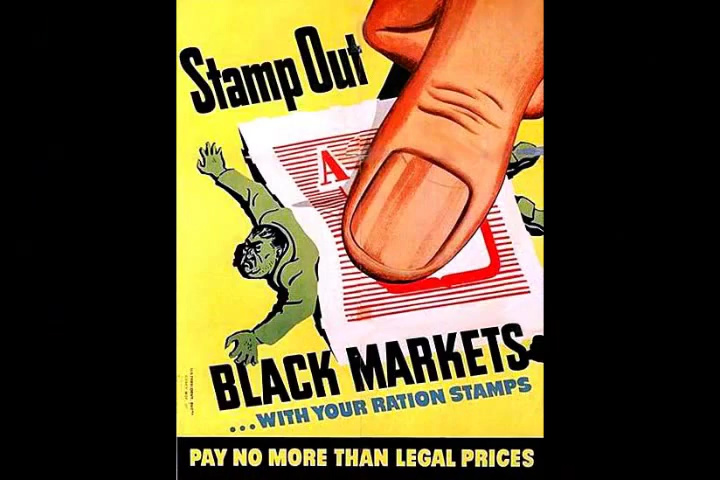 Stamp Out
A
BLACK MARKETS
...WITH YOUR RATION STAMPS
PAY NO MORE THAN LEGAL PRICES